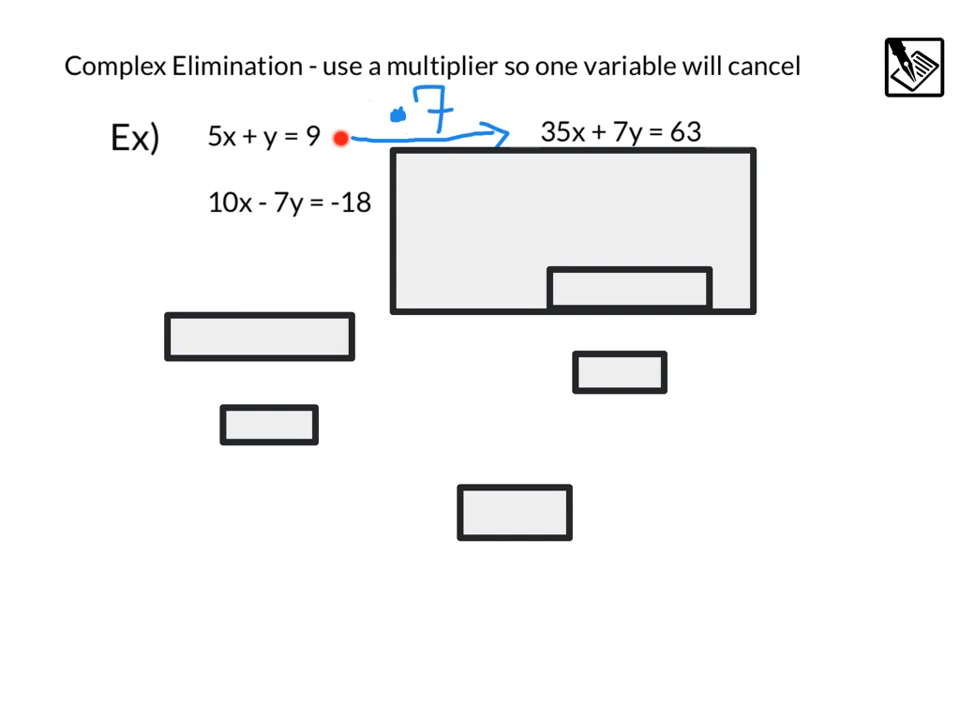 Complex Elimination - use a multiplier so one variable will cancel
· 7
Ex) 5x + y = 9 35x + 7y = 63
10x - 7y = -18